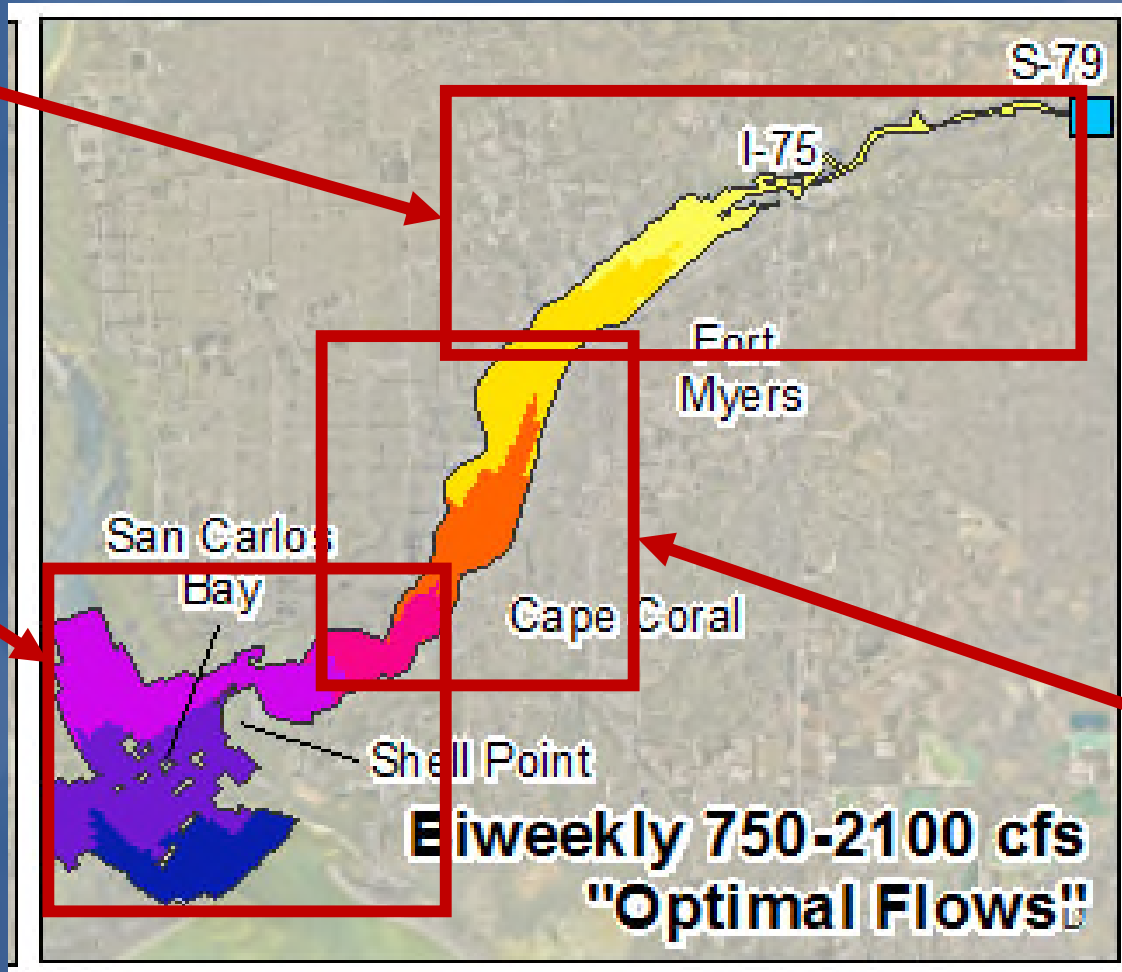 S-79
I-75
Fort
Myers
San Carlos
Bay
Cape Coral
Shell Point
Biweekly 750-2100 cfs
"Optimal Flows"